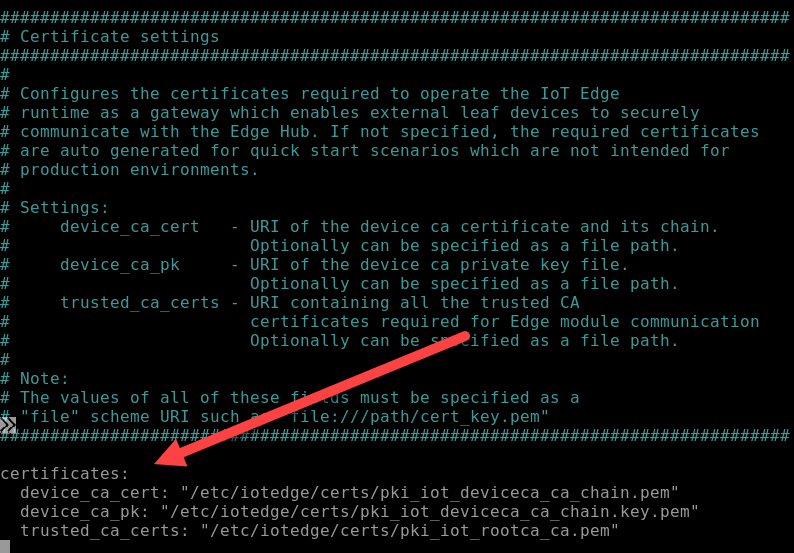 ###############################################################################
# Certificate settings
###############################################################################
#
# Configures the certificates required to operate the IoT Edge
# runtime as a gateway which enables external leaf devices to securely
# communicate with the Edge Hub. If not specified, the required certificates
# are auto generated for quick start scenarios which are not intended for
# production environments.
#
# Settings:
#     device_ca_cert   - URI of the device ca certificate and its chain.
#                        Optionally can be specified as a file path.
#     device_ca_pk     - URI of the device ca private key file.
#                        Optionally can be specified as a file path.
#     trusted_ca_certs - URI containing all the trusted CA
#                        certificates required for Edge module communication
#                        Optionally can be specified as a file path.
#
# Note:
# The values of all of these fields must be specified as a
# "file" scheme URI such as file:///path/cert_key.pem"
###############################################################################

certificates:
  device_ca_cert: "/etc/iotedge/certs/pki_iot_deviceca_ca_chain.pem"
  device_ca_pk: "/etc/iotedge/certs/pki_iot_deviceca_ca_chain.key.pem"
  trusted_ca_certs: "/etc/iotedge/certs/pki_iot_rootca_ca.pem"